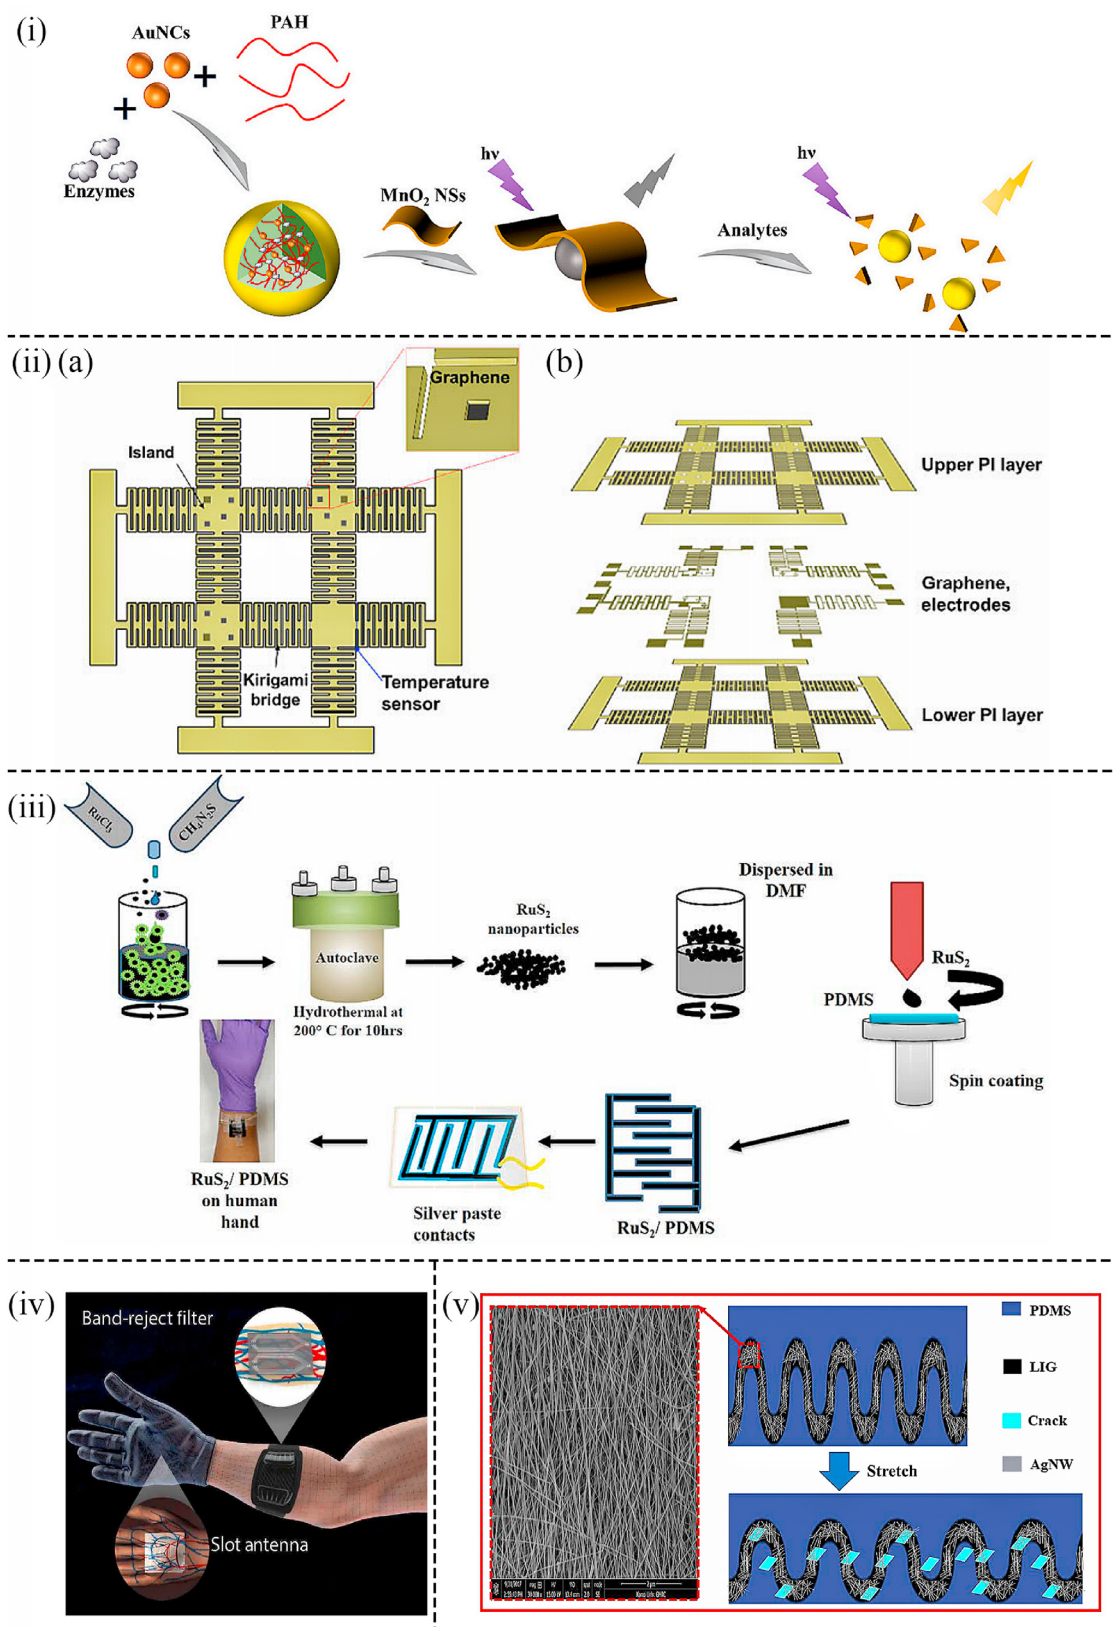 (i)
AuNCs
PAH
+
+
Enzymes
MnO₂ NSs
hν
Analytes
hν
(ii) (a)
Graphene
Island
Kirigami
bridge
Temperature
sensor
(b)
Upper PI layer
Graphene,
electrodes
Lower PI layer
(iii)
RuCl₃
CH₄N₂S
Autoclave
Hydrothermal at
200° C for 10hrs
RuS₂
nanoparticles
Dispersed in
DMF
RuS₂
PDMS
Spin coating
RuS₂/ PDMS
on human
hand
Silver paste
contacts
RuS₂/ PDMS
(iv)
Band-reject filter
Slot antenna
(v)
PDMS
LIG
Crack
AgNW
Stretch